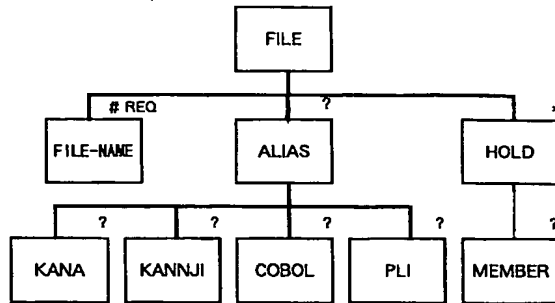 FILE
# REQ ? *
FILE-NAME ALIAS HOLD
? ? ? ? ?
KANA KANNJI COBOL PLI MEMBER